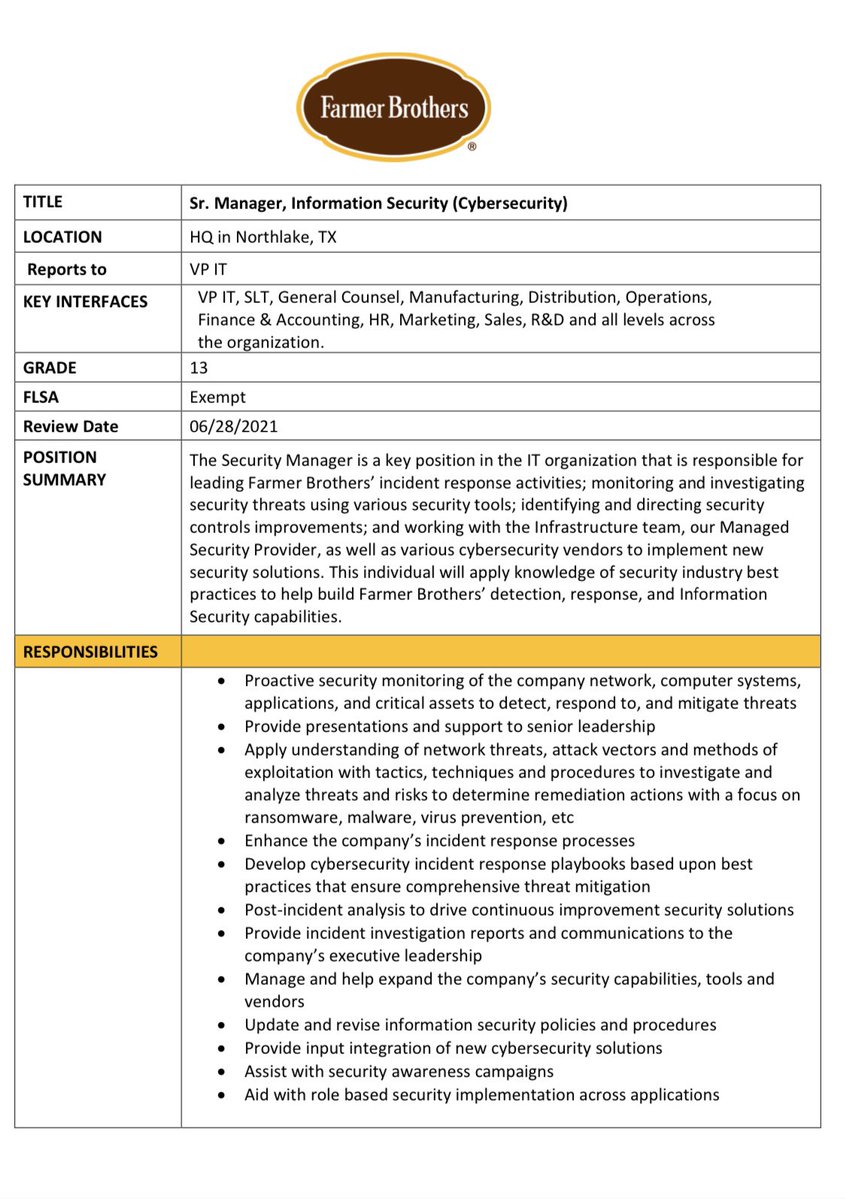 Farmer Brothers
®
TITLE
Sr. Manager, Information Security (Cybersecurity)
LOCATION
HQ in Northlake, TX
Reports to
VP IT
KEY INTERFACES
VP IT, SLT, General Counsel, Manufacturing, Distribution, Operations,
Finance & Accounting, HR, Marketing, Sales, R&D and all levels across
the organization.
GRADE
13
FLSA
Exempt
Review Date
06/28/2021
POSITION
SUMMARY
The Security Manager is a key position in the IT organization that is responsible for
leading Farmer Brothers’ incident response activities; monitoring and investigating
security threats using various security tools; identifying and directing security
controls improvements; and working with the Infrastructure team, our Managed
Security Provider, as well as various cybersecurity vendors to implement new
security solutions. This individual will apply knowledge of security industry best
practices to help build Farmer Brothers’ detection, response, and Information
Security capabilities.
RESPONSIBILITIES
• Proactive security monitoring of the company network, computer systems,
applications, and critical assets to detect, respond to, and mitigate threats
• Provide presentations and support to senior leadership
• Apply understanding of network threats, attack vectors and methods of
exploitation with tactics, techniques and procedures to investigate and
analyze threats and risks to determine remediation actions with a focus on
ransomware, malware, virus prevention, etc
• Enhance the company’s incident response processes
• Develop cybersecurity incident response playbooks based upon best
practices that ensure comprehensive threat mitigation
• Post-incident analysis to drive continuous improvement security solutions
• Provide incident investigation reports and communications to the
company’s executive leadership
• Manage and help expand the company’s security capabilities, tools and
vendors
• Update and revise information security policies and procedures
• Provide input integration of new cybersecurity solutions
• Assist with security awareness campaigns
• Aid with role based security implementation across applications